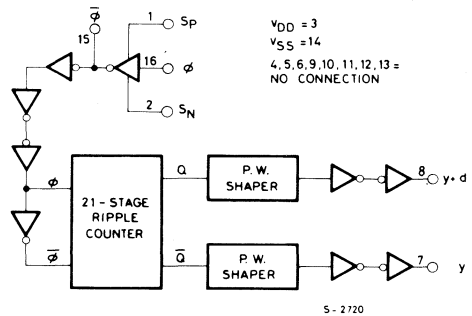 φ̅
15
1 SP
16 φ
2 SN
VDD = 3
VSS = 14
4,5,6,9,10,11,12,13 =
NO CONNECTION
φ
φ̅
21 - STAGE
RIPPLE
COUNTER
Q
Q̅
P. W.
SHAPER
P. W.
SHAPER
8 y+d
7 y
S - 2720